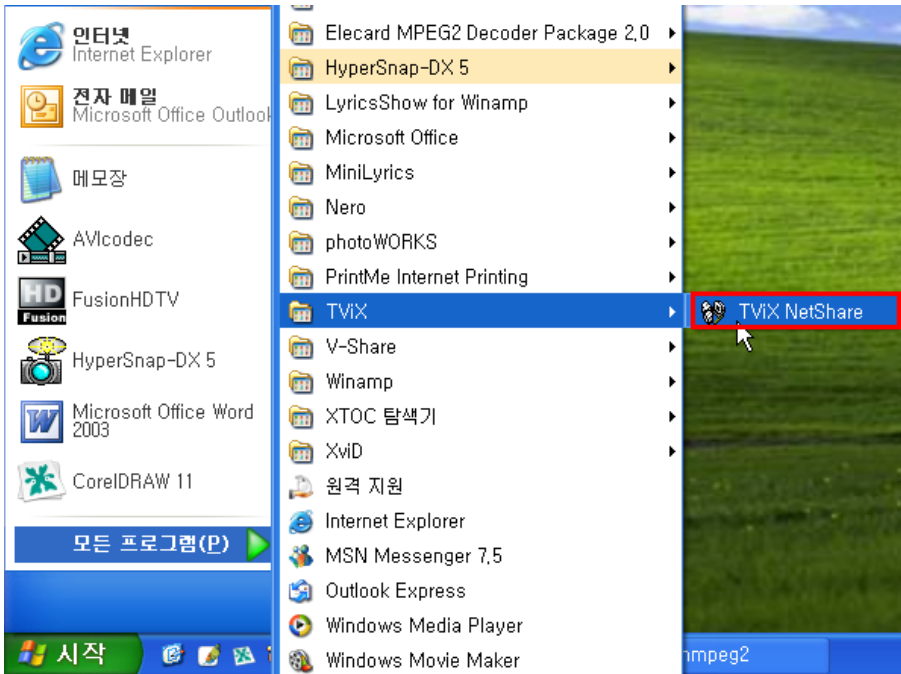 인터넷
Internet Explorer
전자 메일
Microsoft Office Outlook
메모장
AVIcodec
HD
Fusion
FusionHDTV
HyperSnap-DX 5
Microsoft Office Word
2003
CorelDRAW 11
모든 프로그램(P)
시작
Elecard MPEG2 Decoder Package 2,0
HyperSnap-DX 5
LyricsShow for Winamp
Microsoft Office
MiniLyrics
Nero
photoWORKS
PrintMe Internet Printing
TViX
V-Share
Winamp
XTOC 탐색기
XviD
원격 지원
Internet Explorer
MSN Messenger 7,5
Outlook Express
Windows Media Player
Windows Movie Maker
TViX NetShare
mpeg2